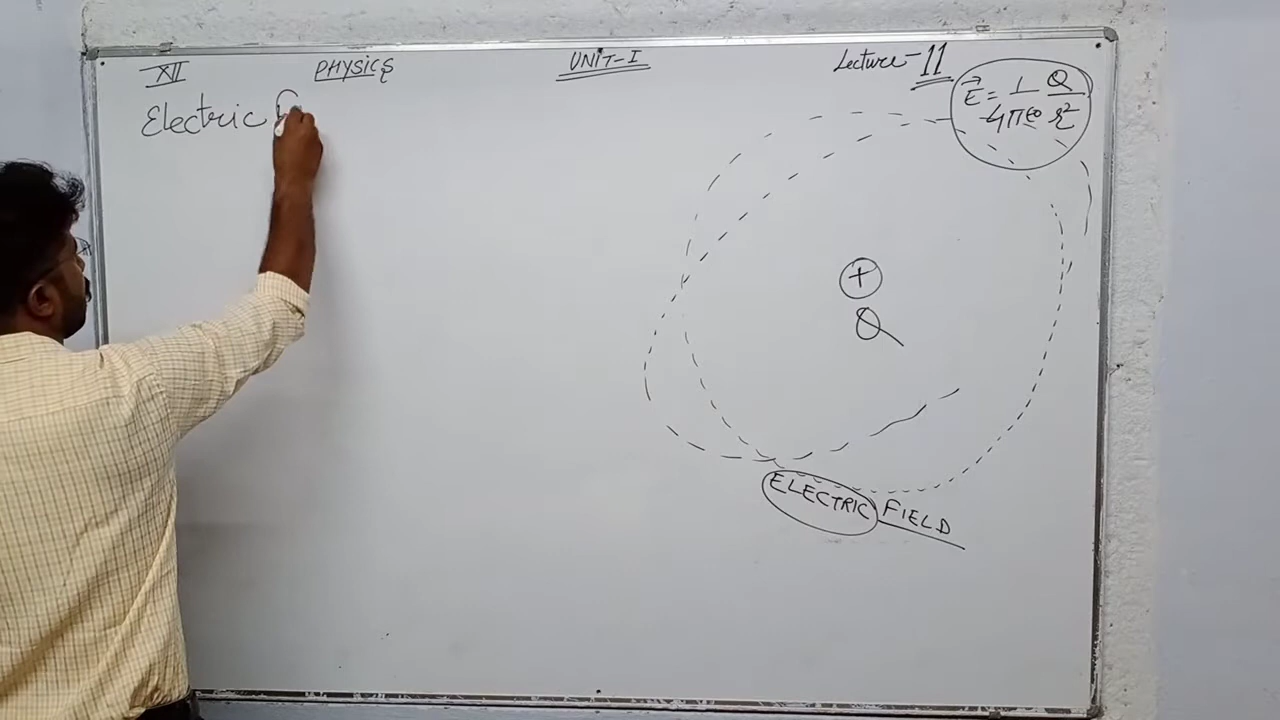 XII PHYSICS UNIT-I Lecture-11
Electric
E⃗ = 1/4πε0 Q/r²
+
Q
ELECTRIC FIELD